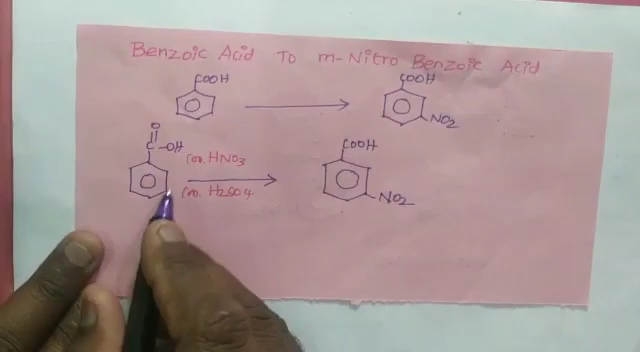 Benzoic Acid To m-Nitro Benzoic Acid
COOH COOH
NO2
O
C-OH Con. HNO3 COOH
Con. H2SO4 NO2